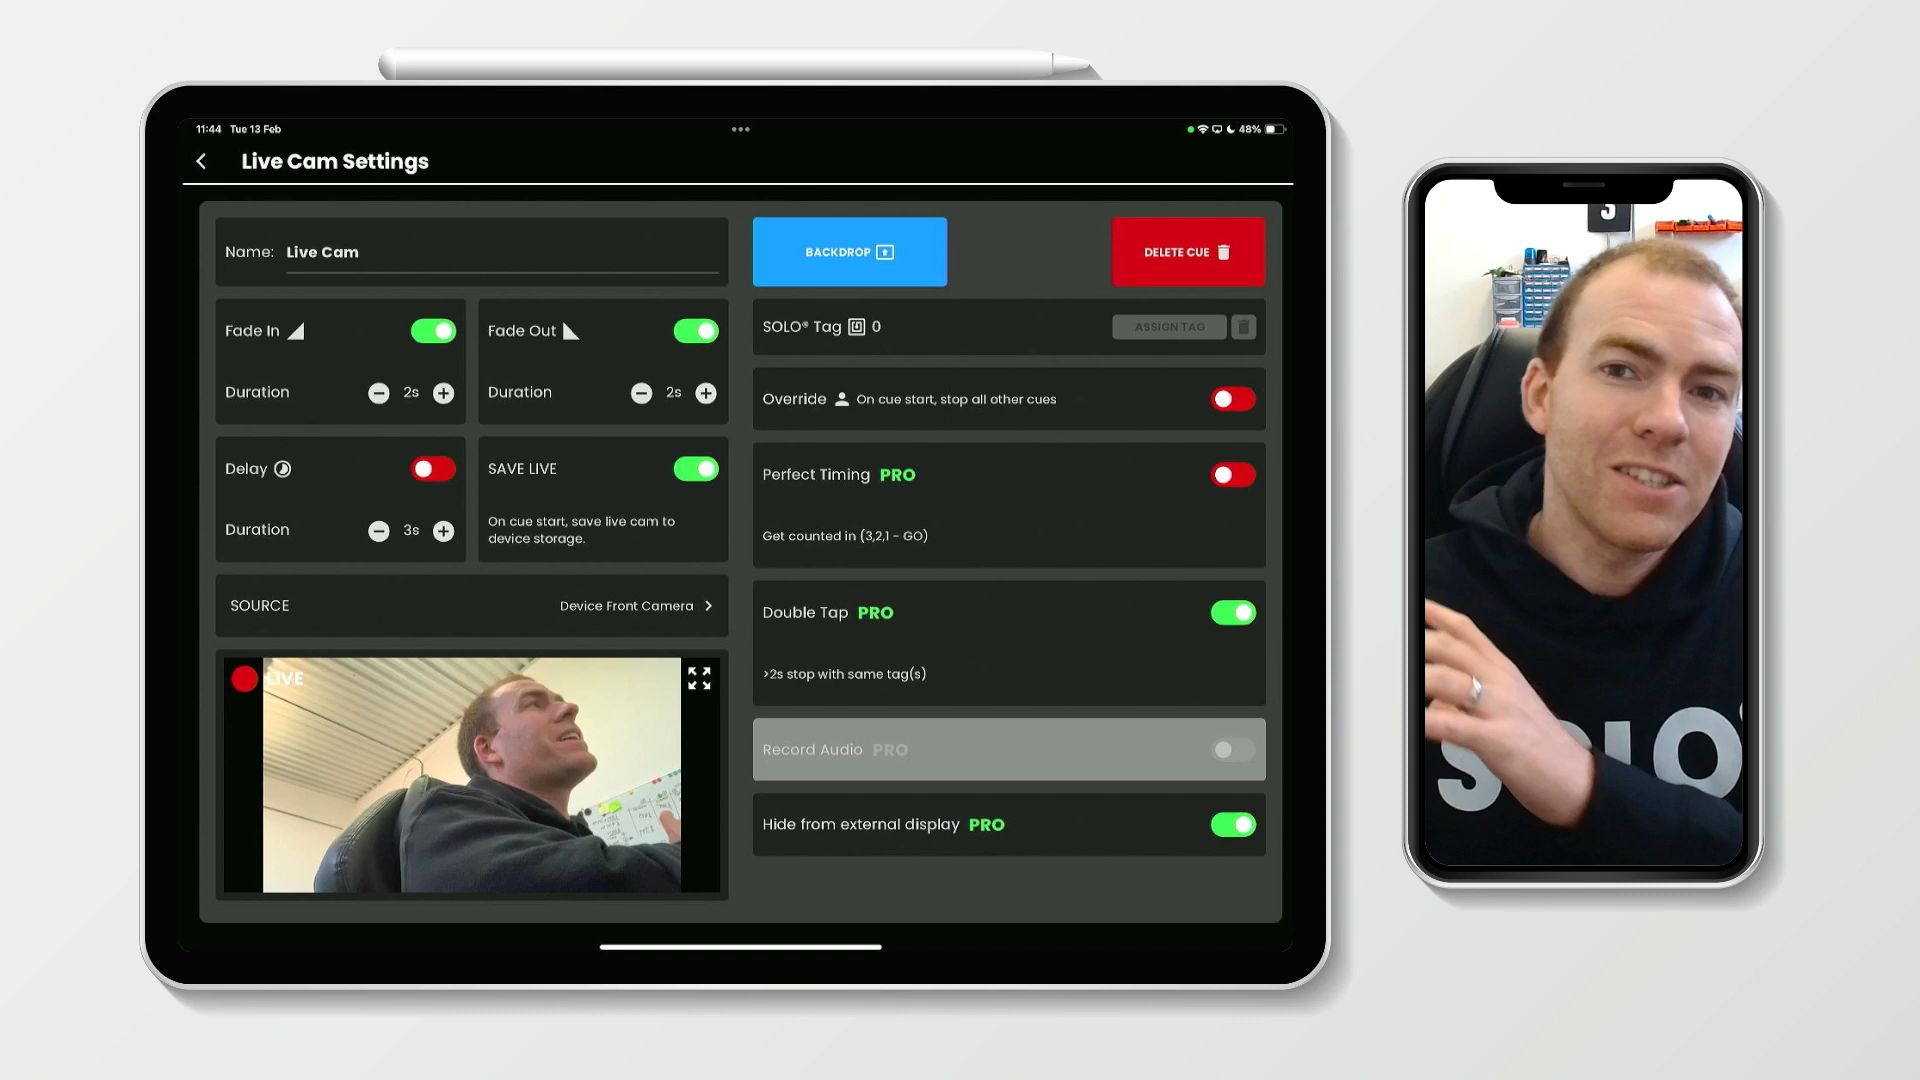 11:44 Tue 13 Feb
48%
Live Cam Settings
Name: Live Cam
BACKDROP
DELETE CUE
Fade In
Fade Out
Duration 2s
Duration 2s
SOLO® Tag 0
ASSIGN TAG
Override On cue start, stop all other cues
Delay
SAVE LIVE
Duration 3s
On cue start, save live cam to
device storage.
Perfect Timing PRO
Get counted in (3,2,1 - GO)
SOURCE
Device Front Camera
Double Tap PRO
>2s stop with same tag(s)
LIVE
Record Audio PRO
Hide from external display PRO